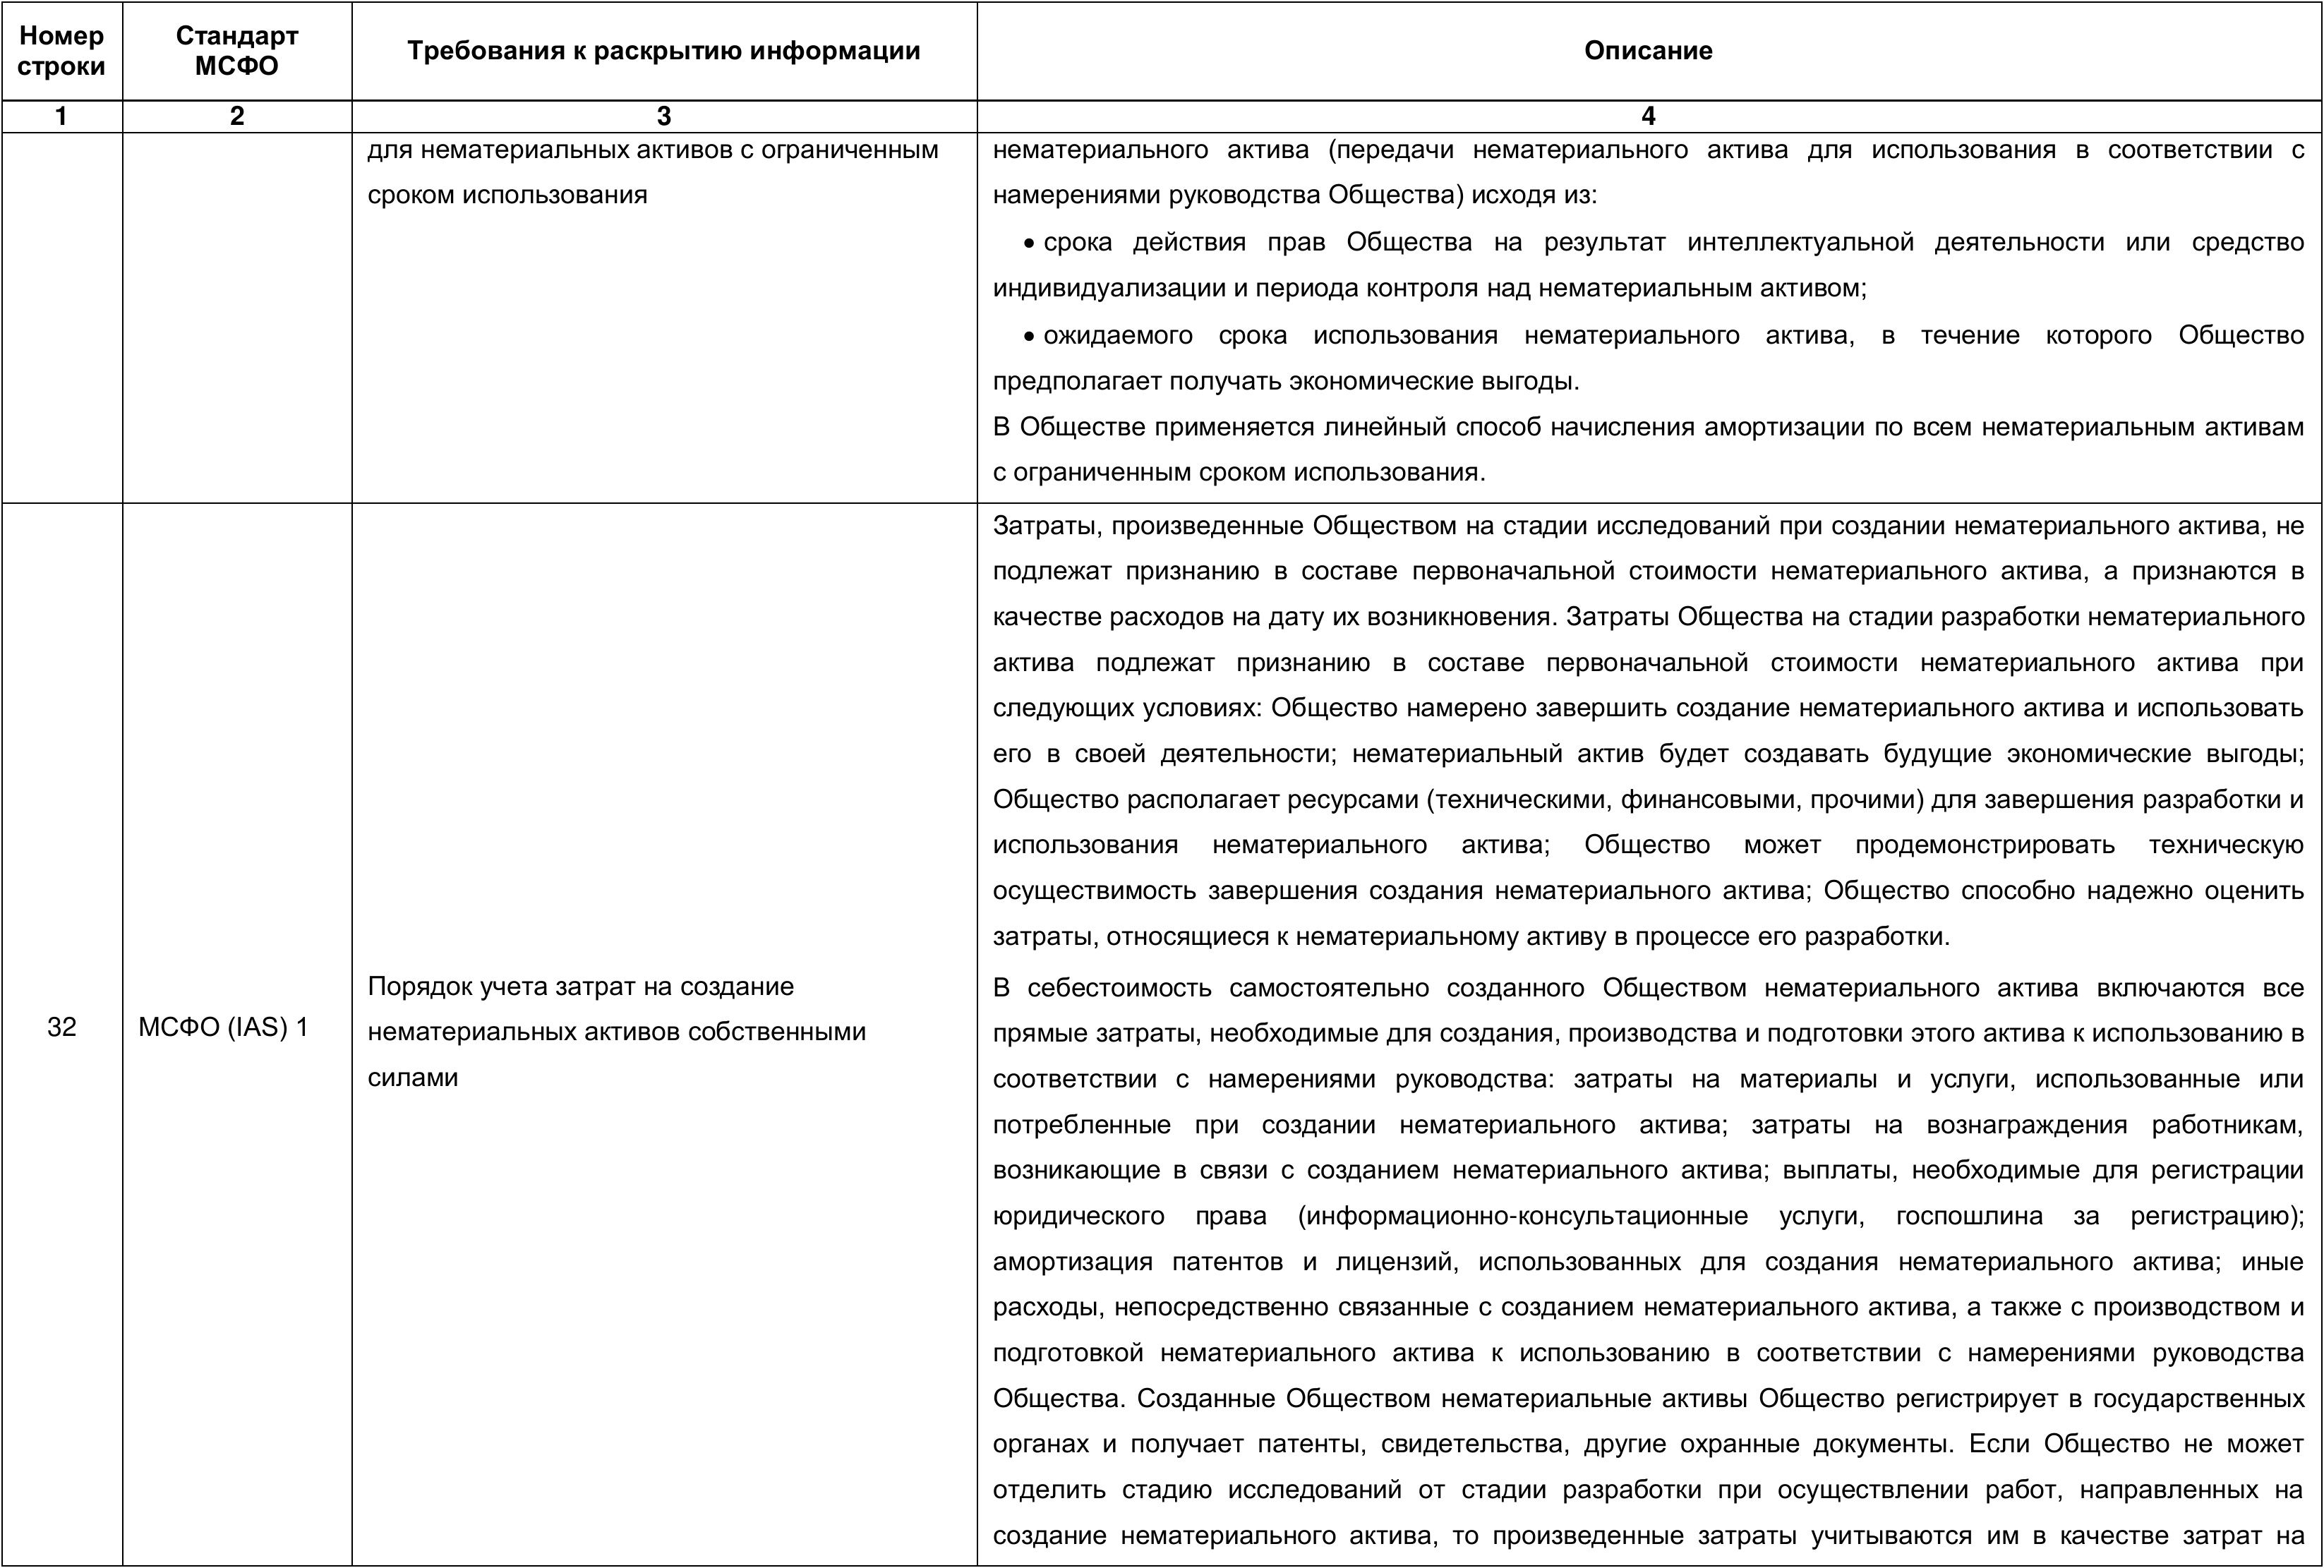 Номер строки
Стандарт МСФО
Требования к раскрытию информации
Описание
1
2
3
4
для нематериальных активов с ограниченным
сроком использования
нематериального актива (передачи нематериального актива для использования в соответствии с
намерениями руководства Общества) исходя из:
• срока действия прав Общества на результат интеллектуальной деятельности или средство
индивидуализации и периода контроля над нематериальным активом;
• ожидаемого срока использования нематериального актива, в течение которого Общество
предполагает получать экономические выгоды.
В Обществе применяется линейный способ начисления амортизации по всем нематериальным активам
с ограниченным сроком использования.
32
МСФО (IAS) 1
Порядок учета затрат на создание
нематериальных активов собственными
силами
Затраты, произведенные Обществом на стадии исследований при создании нематериального актива, не
подлежат признанию в составе первоначальной стоимости нематериального актива, а признаются в
качестве расходов на дату их возникновения. Затраты Общества на стадии разработки нематериального
актива подлежат признанию в составе первоначальной стоимости нематериального актива при
следующих условиях: Общество намерено завершить создание нематериального актива и использовать
его в своей деятельности; нематериальный актив будет создавать будущие экономические выгоды;
Общество располагает ресурсами (техническими, финансовыми, прочими) для завершения разработки и
использования нематериального актива; Общество может продемонстрировать техническую
осуществимость завершения создания нематериального актива; Общество способно надежно оценить
затраты, относящиеся к нематериальному активу в процессе его разработки.
В себестоимость самостоятельно созданного Обществом нематериального актива включаются все
прямые затраты, необходимые для создания, производства и подготовки этого актива к использованию в
соответствии с намерениями руководства: затраты на материалы и услуги, использованные или
потребленные при создании нематериального актива; затраты на вознаграждения работникам,
возникающие в связи с созданием нематериального актива; выплаты, необходимые для регистрации
юридического права (информационно-консультационные услуги, госпошлина за регистрацию);
амортизация патентов и лицензий, использованных для создания нематериального актива; иные
расходы, непосредственно связанные с созданием нематериального актива, а также с производством и
подготовкой нематериального актива к использованию в соответствии с намерениями руководства
Общества. Созданные Обществом нематериальные активы Общество регистрирует в государственных
органах и получает патенты, свидетельства, другие охранные документы. Если Общество не может
отделить стадию исследований от стадии разработки при осуществлении работ, направленных на
создание нематериального актива, то произведенные затраты учитываются им в качестве затрат на